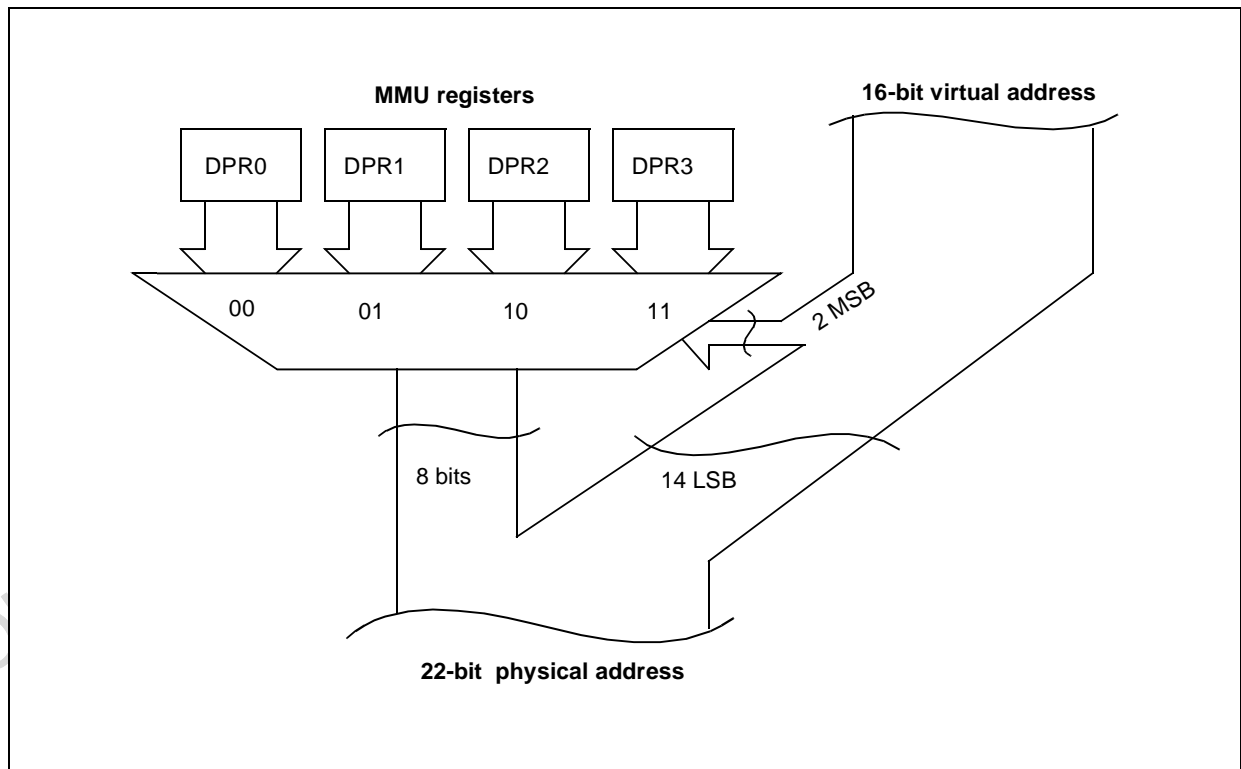 MMU registers
16-bit virtual address
DPR0 DPR1 DPR2 DPR3
00 01 10 11
2 MSB
8 bits
14 LSB
22-bit physical address